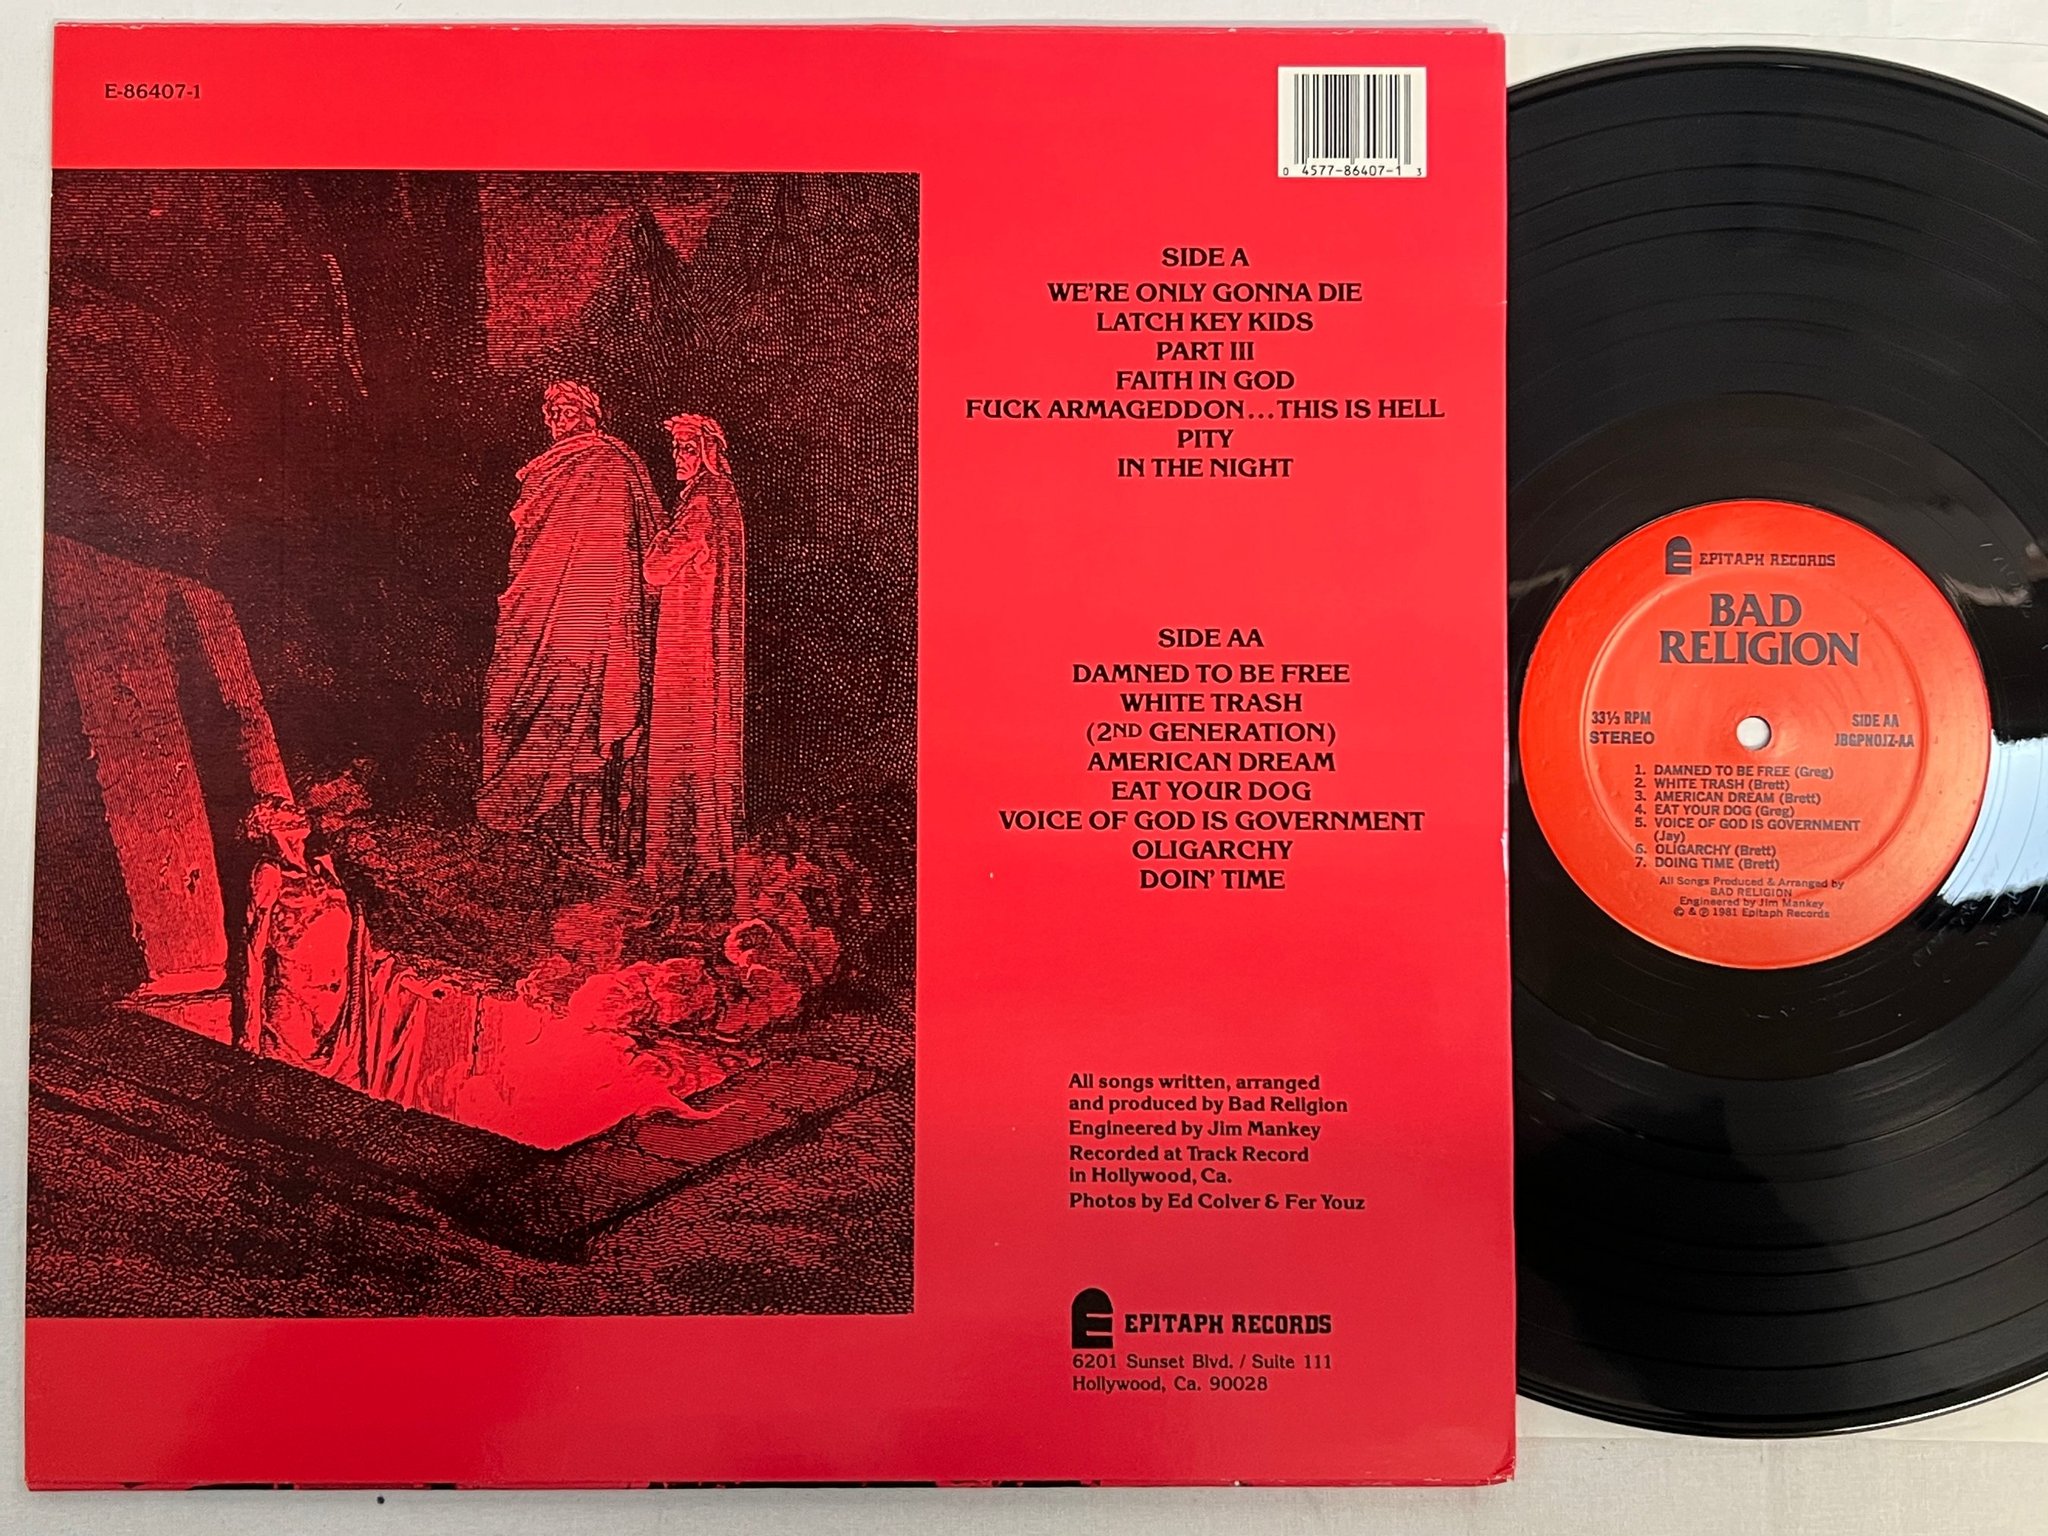 E-86407-1
0 4577-86407-1 3
SIDE A
WE'RE ONLY GONNA DIE
LATCH KEY KIDS
PART III
FAITH IN GOD
FUCK ARMAGEDDON...THIS IS HELL
PITY
IN THE NIGHT
SIDE AA
DAMNED TO BE FREE
WHITE TRASH
(2ND GENERATION)
AMERICAN DREAM
EAT YOUR DOG
VOICE OF GOD IS GOVERNMENT
OLIGARCHY
DOIN' TIME
All songs written, arranged
and produced by Bad Religion
Engineered by Jim Mankey
Recorded at Track Record
in Hollywood, Ca.
Photos by Ed Colver & Fer Youz
E EPITAPH RECORDS
6201 Sunset Blvd. / Suite 111
Hollywood, Ca. 90028
E EPITAPH RECORDS
BAD
RELIGION
33⅓ RPM
STEREO
SIDE AA
JBGPNOJZ-AA
1. DAMNED TO BE FREE (Greg)
2. WHITE TRASH (Brett)
3. AMERICAN DREAM (Brett)
4. EAT YOUR DOG (Greg)
5. VOICE OF GOD IS GOVERNMENT
(Jay)
6. OLIGARCHY (Brett)
7. DOING TIME (Brett)
All Songs Produced & Arranged by
BAD RELIGION
Engineered by Jim Mankey
© & ℗ 1981 Epitaph Records